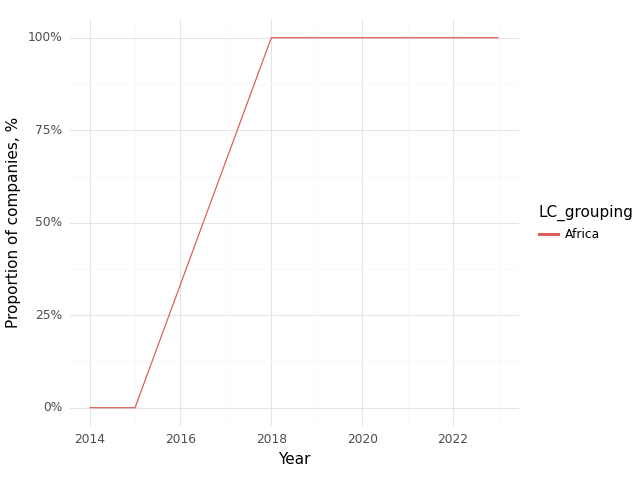 100%
75%
50%
25%
0%
Proportion of companies, %
2014 2016 2018 2020 2022
Year
LC_grouping
Africa